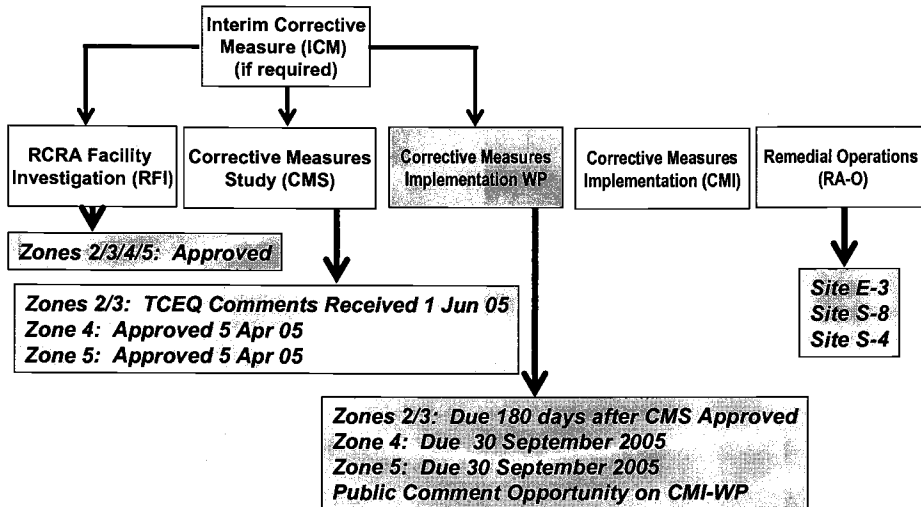 Interim Corrective
Measure (ICM)
(if required)
RCRA Facility
Investigation (RFI)
Corrective Measures
Study (CMS)
Corrective Measures
Implementation WP
Corrective Measures
Implementation (CMI)
Remedial Operations
(RA-O)
Zones 2/3/4/5: Approved
Zones 2/3: TCEQ Comments Received 1 Jun 05
Zone 4: Approved 5 Apr 05
Zone 5: Approved 5 Apr 05
Site E-3
Site S-8
Site S-4
Zones 2/3: Due 180 days after CMS Approved
Zone 4: Due 30 September 2005
Zone 5: Due 30 September 2005
Public Comment Opportunity on CMI-WP